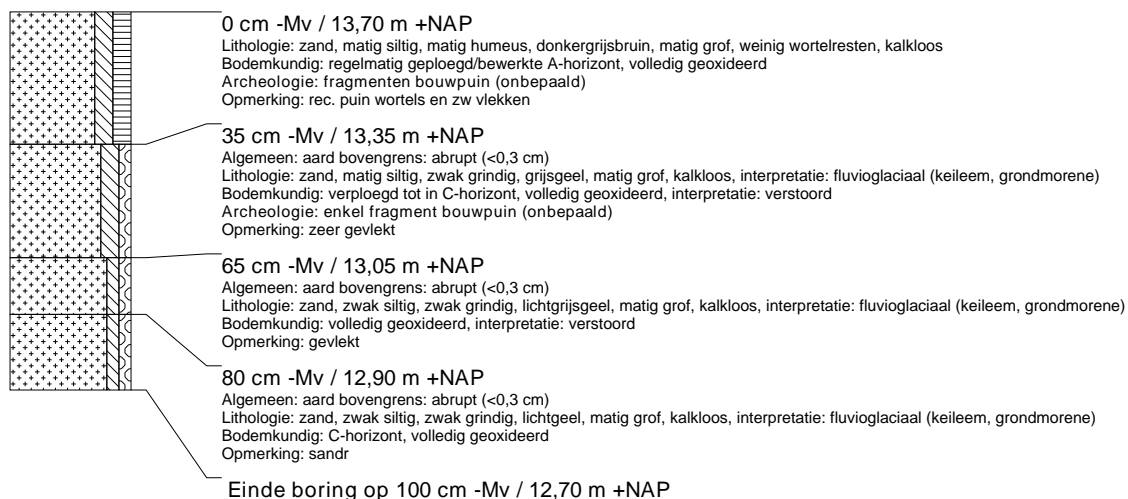 0 cm -Mv / 13,70 m +NAP
Lithologie: zand, matig siltig, matig humeus, donkergrijsbruin, matig grof, weinig wortelresten, kalkloos
Bodemkundig: regelmatig geploegd/bewerkte A-horizont, volledig geoxideerd
Archeologie: fragmenten bouwpuin (onbepaald)
Opmerking: rec. puin wortels en zw vlekken
35 cm -Mv / 13,35 m +NAP
Algemeen: aard bovengrens: abrupt (<0,3 cm)
Lithologie: zand, matig siltig, zwak grindig, grijsgeel, matig grof, kalkloos, interpretatie: fluvioglaciaal (keileem, grondmorene)
Bodemkundig: verploegd tot in C-horizont, volledig geoxideerd, interpretatie: verstoord
Archeologie: enkel fragment bouwpuin (onbepaald)
Opmerking: zeer gevlekt
65 cm -Mv / 13,05 m +NAP
Algemeen: aard bovengrens: abrupt (<0,3 cm)
Lithologie: zand, zwak siltig, zwak grindig, lichtgrijsgeel, matig grof, kalkloos, interpretatie: fluvioglaciaal (keileem, grondmorene)
Bodemkundig: volledig geoxideerd, interpretatie: verstoord
Opmerking: gevlekt
80 cm -Mv / 12,90 m +NAP
Algemeen: aard bovengrens: abrupt (<0,3 cm)
Lithologie: zand, zwak siltig, zwak grindig, lichtgeel, matig grof, kalkloos, interpretatie: fluvioglaciaal (keileem, grondmorene)
Bodemkundig: C-horizont, volledig geoxideerd
Opmerking: sandr
Einde boring op 100 cm -Mv / 12,70 m +NAP